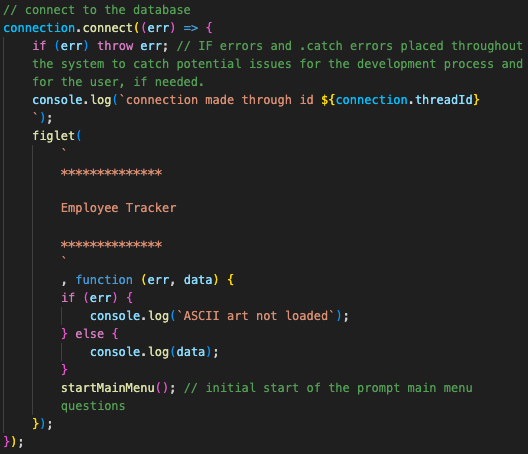 // connect to the database
connection.connect((err) => {
if (err) throw err; // IF errors and .catch errors placed throughout
the system to catch potential issues for the development process and
for the user, if needed.
console.log(`connection made through id ${connection.threadId}
`);
figlet(
`
**************
Employee Tracker
**************
`
, function (err, data) {
if (err) {
console.log(`ASCII art not loaded`);
} else {
console.log(data);
}
startMainMenu(); // initial start of the prompt main menu
questions
});
});